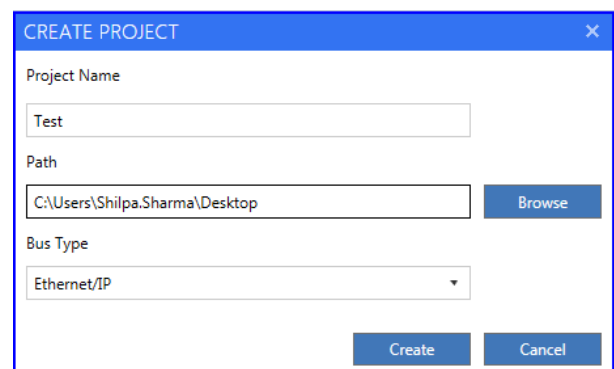 CREATE PROJECT
Project Name
Test
Path
C:\Users\Shilpa.Sharma\Desktop
Browse
Bus Type
Ethernet/IP
Create
Cancel